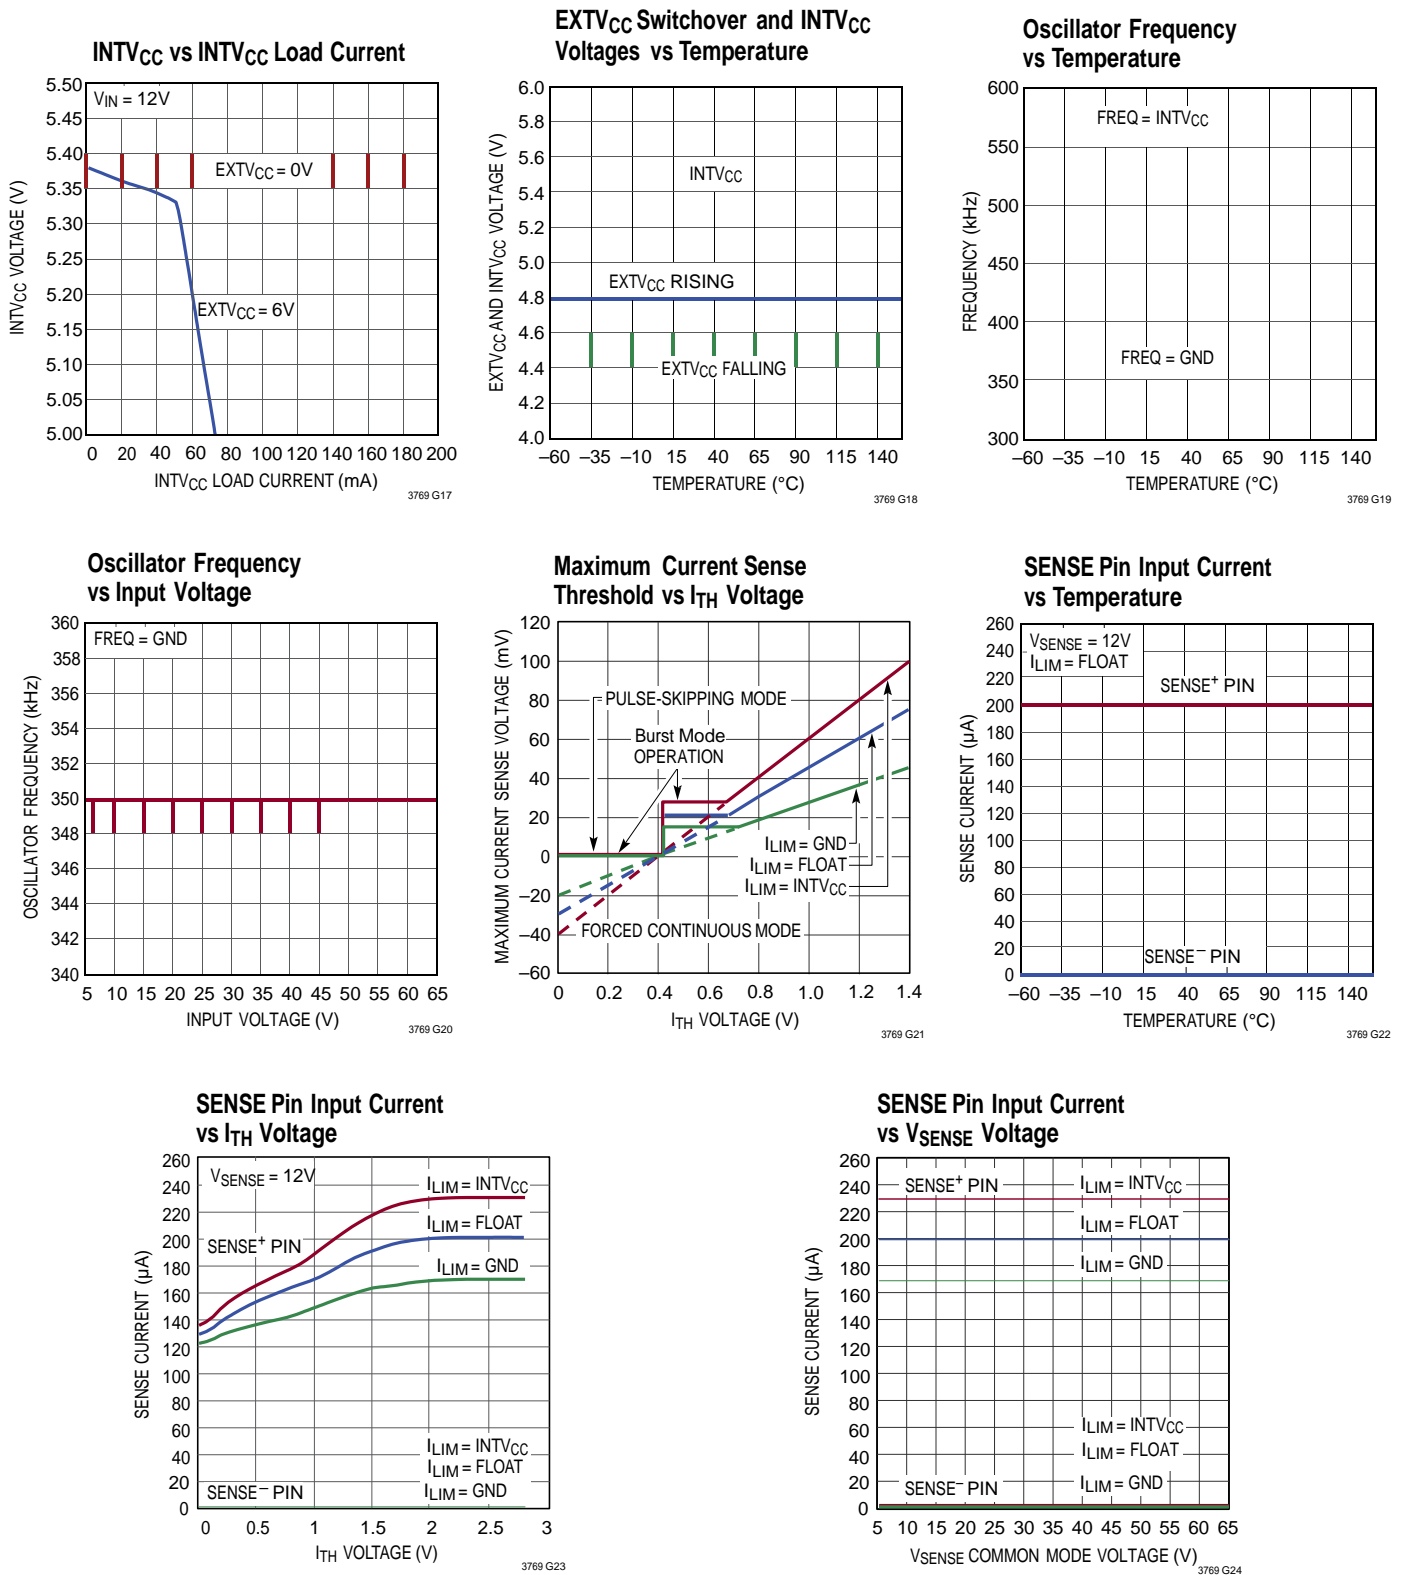 INTVCC vs INTVCC Load Current
5.50
5.45
5.40
5.35
5.30
5.25
5.20
5.15
5.10
5.05
5.00
INTVCC VOLTAGE (V)
VIN = 12V
EXTVCC = 0V
EXTVCC = 6V
0 20 40 60 80 100 120 140 160 180 200
INTVCC LOAD CURRENT (mA)
3769 G17
EXTVCC Switchover and INTVCC
Voltages vs Temperature
6.0
5.8
5.6
5.4
5.2
5.0
4.8
4.6
4.4
4.2
4.0
EXTVCC AND INTVCC VOLTAGE (V)
INTVCC
EXTVCC RISING
EXTVCC FALLING
–60 –35 –10 15 40 65 90 115 140
TEMPERATURE (°C)
3769 G18
Oscillator Frequency
vs Temperature
600
550
500
450
400
350
300
FREQUENCY (kHz)
FREQ = INTVCC
FREQ = GND
–60 –35 –10 15 40 65 90 115 140
TEMPERATURE (°C)
3769 G19
Oscillator Frequency
vs Input Voltage
360
358
356
354
352
350
348
346
344
342
340
OSCILLATOR FREQUENCY (kHz)
FREQ = GND
5 10 15 20 25 30 35 40 45 50 55 60 65
INPUT VOLTAGE (V)
3769 G20
Maximum Current Sense
Threshold vs ITH Voltage
120
100
80
60
40
20
0
–20
–40
–60
MAXIMUM CURRENT SENSE VOLTAGE (mV)
PULSE-SKIPPING MODE
Burst Mode
OPERATION
ILIM = GND
ILIM = FLOAT
ILIM = INTVCC
FORCED CONTINUOUS MODE
0 0.2 0.4 0.6 0.8 1.0 1.2 1.4
ITH VOLTAGE (V)
3769 G21
SENSE Pin Input Current
vs Temperature
260
240
220
200
180
160
140
120
100
80
60
40
20
0
SENSE CURRENT (µA)
VSENSE = 12V
ILIM = FLOAT
SENSE+ PIN
SENSE– PIN
–60 –35 –10 15 40 65 90 115 140
TEMPERATURE (°C)
3769 G22
SENSE Pin Input Current
vs ITH Voltage
260
240
220
200
180
160
140
120
100
80
60
40
20
0
SENSE CURRENT (µA)
VSENSE = 12V
ILIM = INTVCC
ILIM = FLOAT
SENSE+ PIN
ILIM = GND
ILIM = INTVCC
ILIM = FLOAT
ILIM = GND
SENSE– PIN
0 0.5 1 1.5 2 2.5 3
ITH VOLTAGE (V)
3769 G23
SENSE Pin Input Current
vs VSENSE Voltage
260
240
220
200
180
160
140
120
100
80
60
40
20
0
SENSE CURRENT (µA)
SENSE+ PIN
ILIM = INTVCC
ILIM = FLOAT
ILIM = GND
ILIM = INTVCC
ILIM = FLOAT
ILIM = GND
SENSE– PIN
5 10 15 20 25 30 35 40 45 50 55 60 65
VSENSE COMMON MODE VOLTAGE (V)
3769 G24